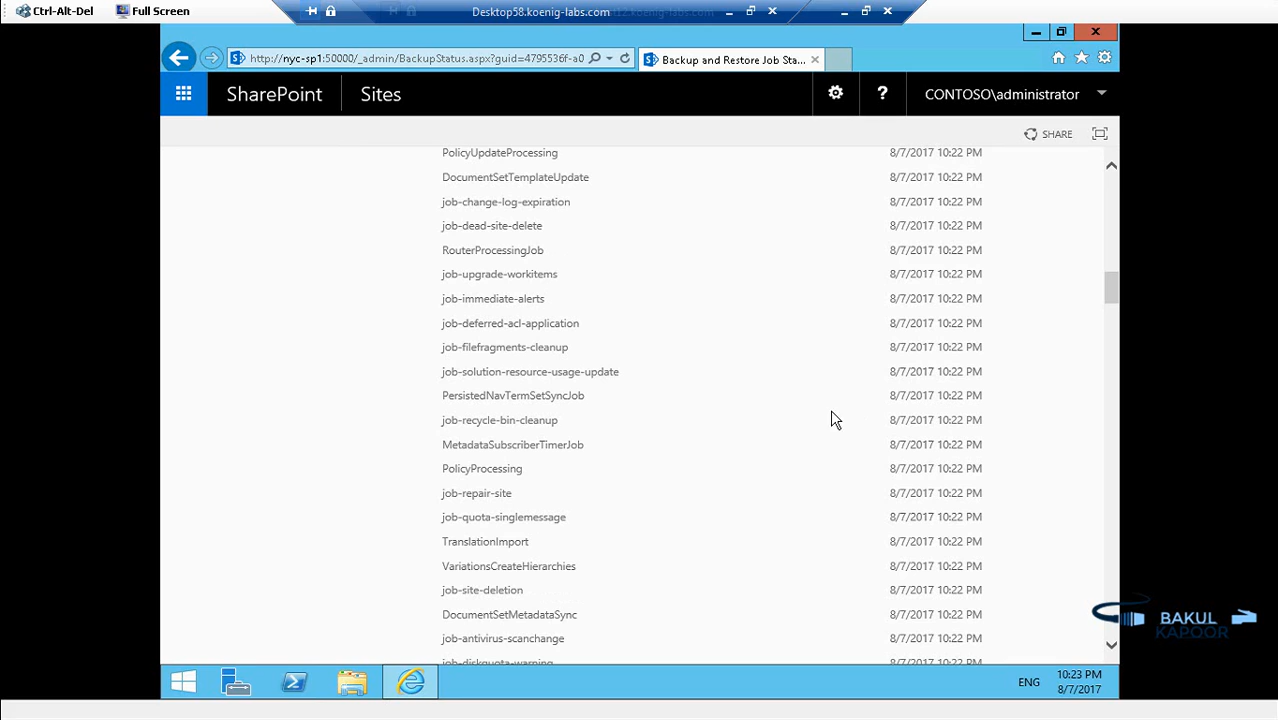 Ctrl-Alt-Del
Full Screen
Desktop58.koenig-labs.com
http://nyc-sp1:50000/_admin/BackupStatus.aspx?guid=4795536f-a0
Backup and Restore Job Sta...
SharePoint
Sites
?
CONTOSO\administrator
SHARE
PolicyUpdateProcessing 8/7/2017 10:22 PM
DocumentSetTemplateUpdate 8/7/2017 10:22 PM
job-change-log-expiration 8/7/2017 10:22 PM
job-dead-site-delete 8/7/2017 10:22 PM
RouterProcessingJob 8/7/2017 10:22 PM
job-upgrade-workitems 8/7/2017 10:22 PM
job-immediate-alerts 8/7/2017 10:22 PM
job-deferred-acl-application 8/7/2017 10:22 PM
job-filefragments-cleanup 8/7/2017 10:22 PM
job-solution-resource-usage-update 8/7/2017 10:22 PM
PersistedNavTermSetSyncJob 8/7/2017 10:22 PM
job-recycle-bin-cleanup 8/7/2017 10:22 PM
MetadataSubscriberTimerJob 8/7/2017 10:22 PM
PolicyProcessing 8/7/2017 10:22 PM
job-repair-site 8/7/2017 10:22 PM
job-quota-singlemessage 8/7/2017 10:22 PM
TranslationImport 8/7/2017 10:22 PM
VariationsCreateHierarchies 8/7/2017 10:22 PM
job-site-deletion 8/7/2017 10:22 PM
DocumentSetMetadataSync 8/7/2017 10:22 PM
job-antivirus-scanchange 8/7/2017 10:22 PM
job-diskquota-warning 8/7/2017 10:22 PM
BAKUL
KAPOOR
ENG
10:23 PM
8/7/2017